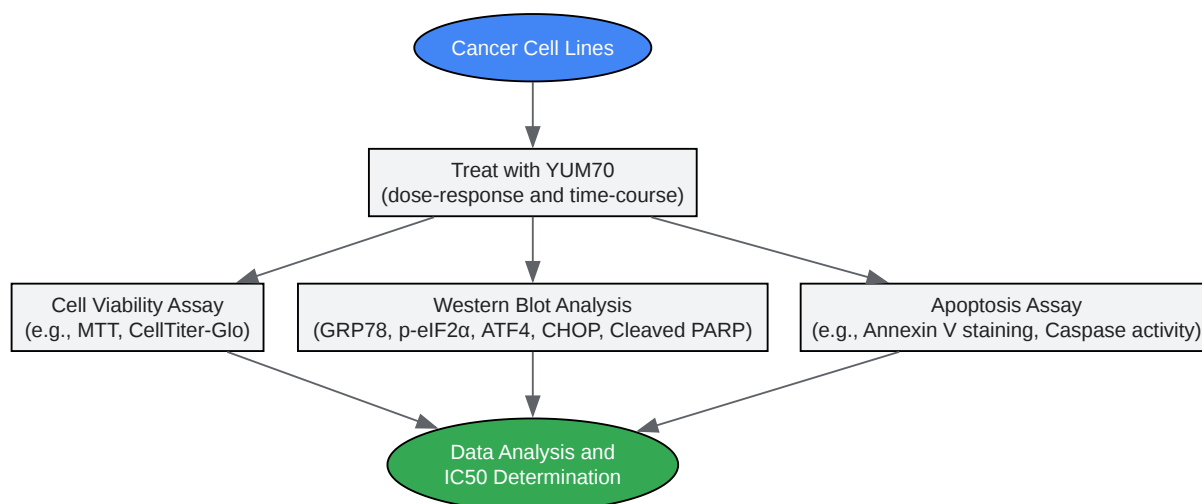 Cancer Cell Lines
Treat with YUM70
(dose-response and time-course)
Cell Viability Assay
(e.g., MTT, CellTiter-Glo)
Western Blot Analysis
(GRP78, p-eIF2α, ATF4, CHOP, Cleaved PARP)
Apoptosis Assay
(e.g., Annexin V staining, Caspase activity)
Data Analysis and
IC50 Determination